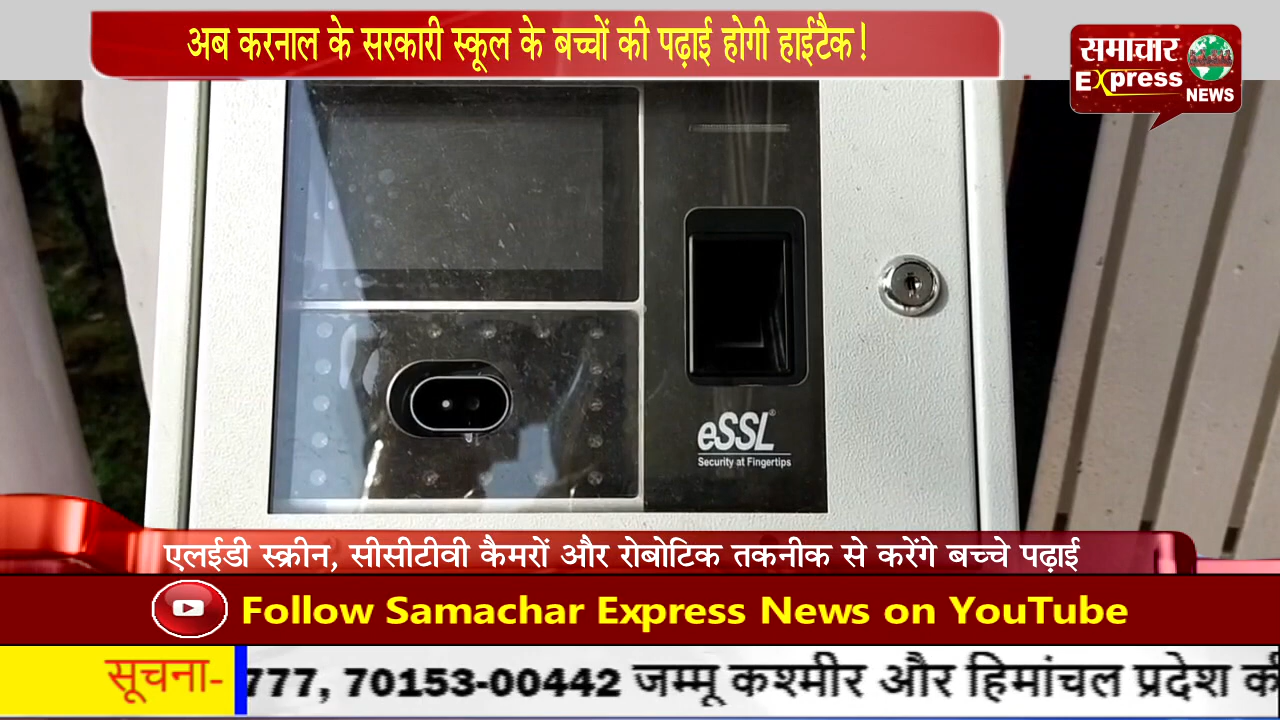 अब करनाल के सरकारी स्कूल के बच्चों की पढ़ाई होगी हाईटैक!
समाचार
Express
NEWS
eSSL®
Security at Fingertips
एलईडी स्क्रीन, सीसीटीवी कैमरों और रोबोटिक तकनीक से करेंगे बच्चे पढ़ाई
Follow Samachar Express News on YouTube
सूचना- 777, 70153-00442 जम्मू कश्मीर और हिमांचल प्रदेश की